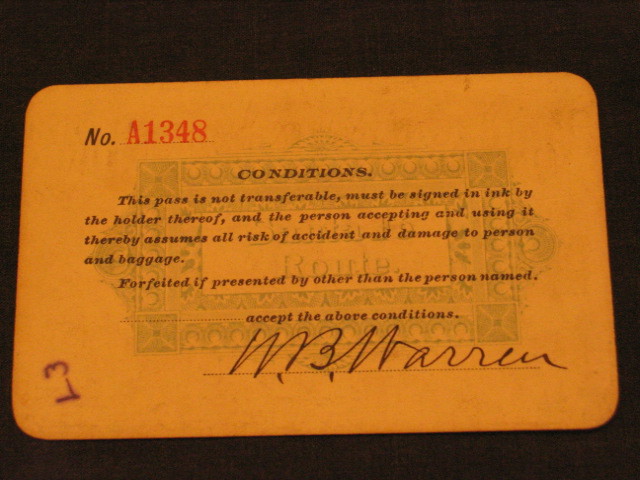 No. A1348
CONDITIONS.
This pass is not transferable, must be signed in ink by
the holder thereof, and the person accepting and using it
thereby assumes all risk of accident and damage to person
and baggage.
Route.
Forfeited if presented by other than the person named.
accept the above conditions.
W.B. Warren
L3